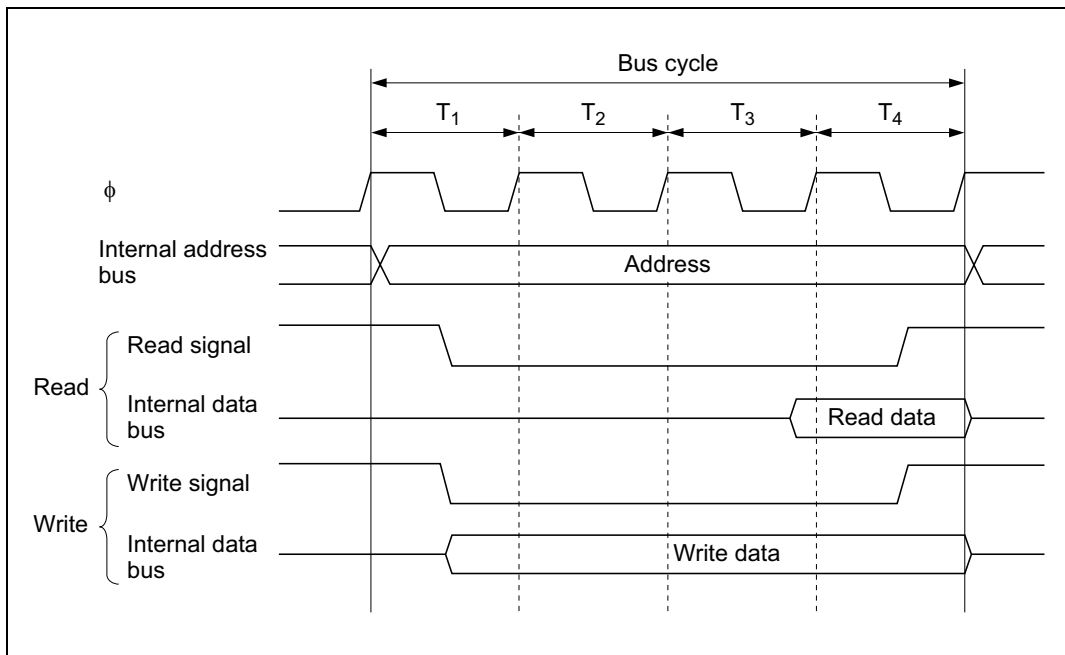 Bus cycle
T₁ T₂ T₃ T₄
ϕ
Internal address
bus
Address
Read signal
Read
Internal data
bus
Read data
Write signal
Write
Internal data
bus
Write data